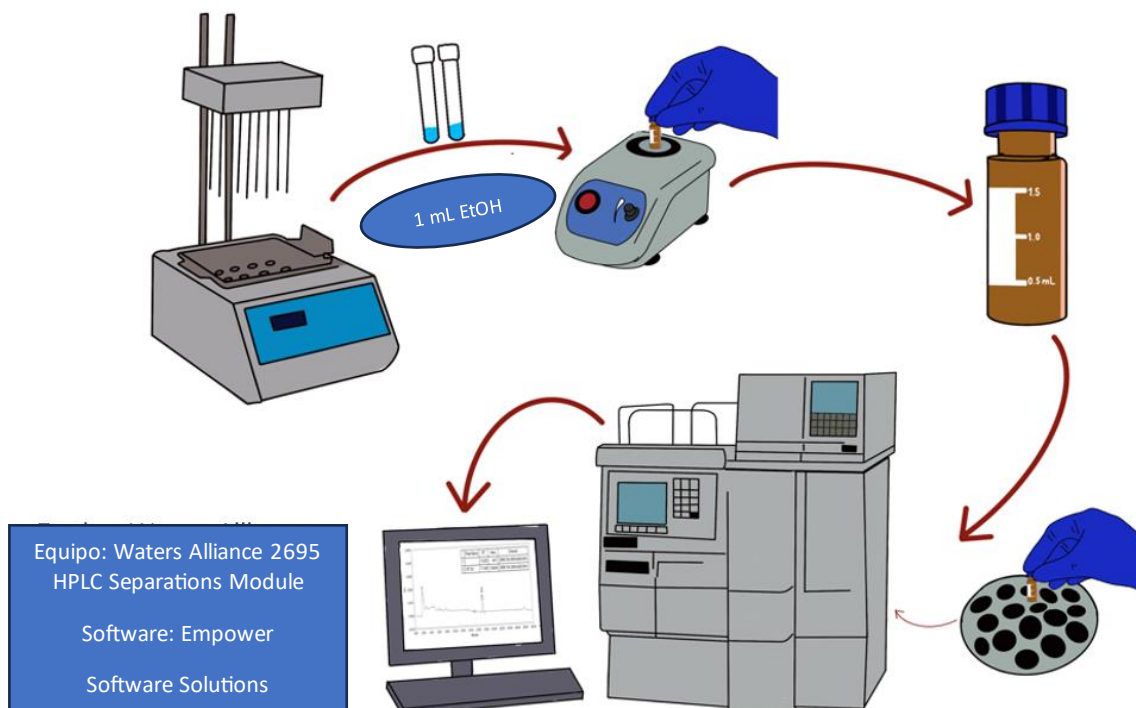 1 mL EtOH
1.5
1.0
0.5 mL
Equipo: Waters Alliance 2695
HPLC Separations Module
Software: Empower
Software Solutions